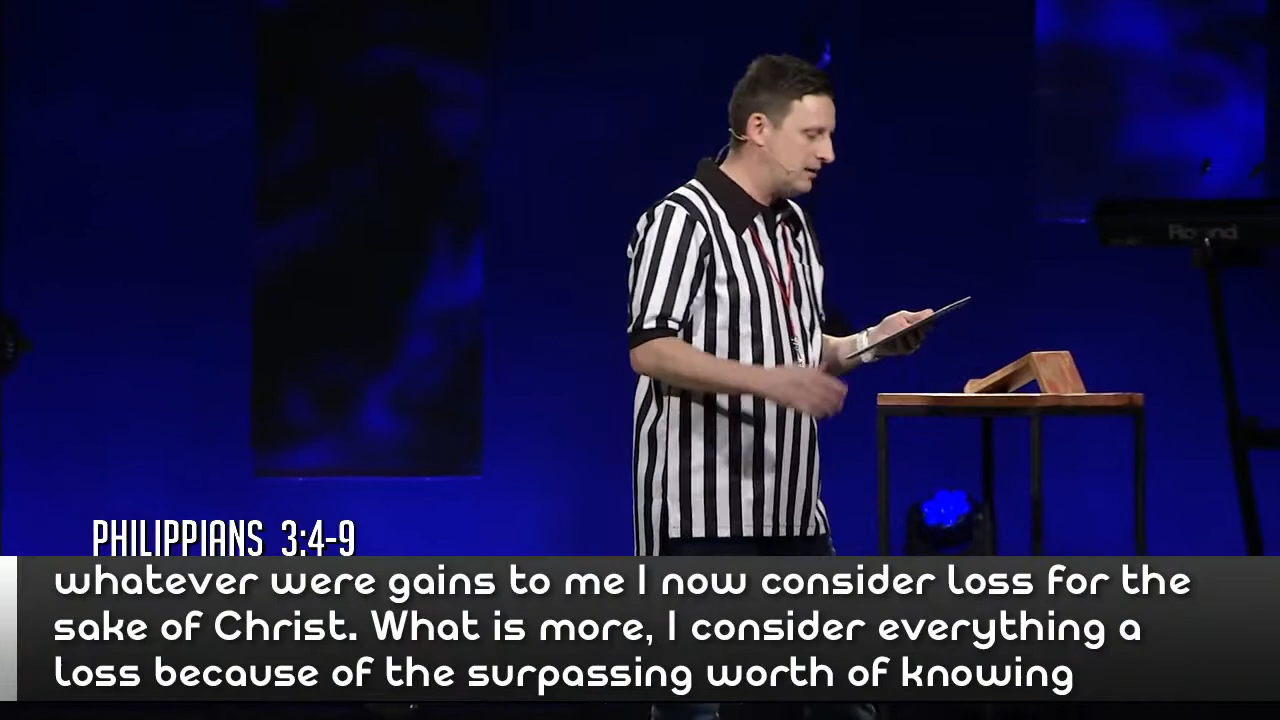 Roland
PHILIPPIANS 3:4-9
whatever were gains to me I now consider loss for the
sake of Christ. What is more, I consider everything a
loss because of the surpassing worth of knowing